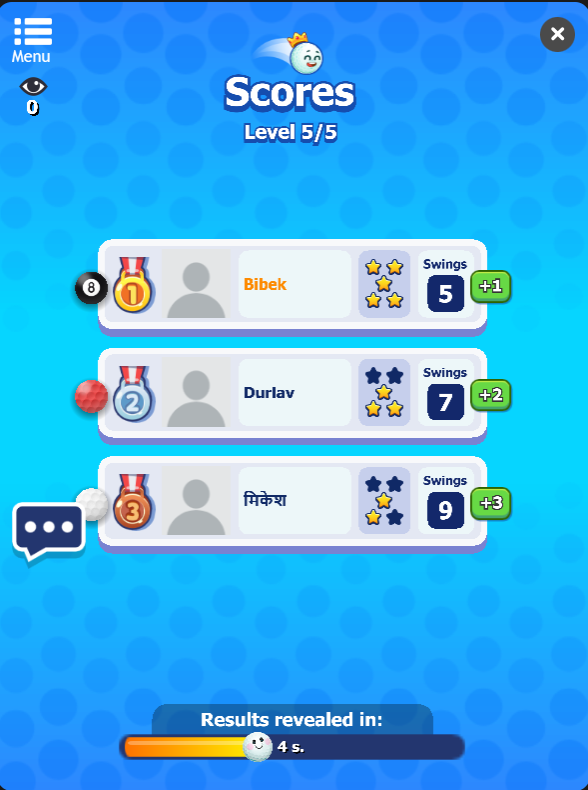 Menu
0
Scores
Level 5/5
8
1
Bibek
Swings
5
+1
2
Durlav
Swings
7
+2
3
मिकेश
Swings
9
+3
Results revealed in:
4 s.